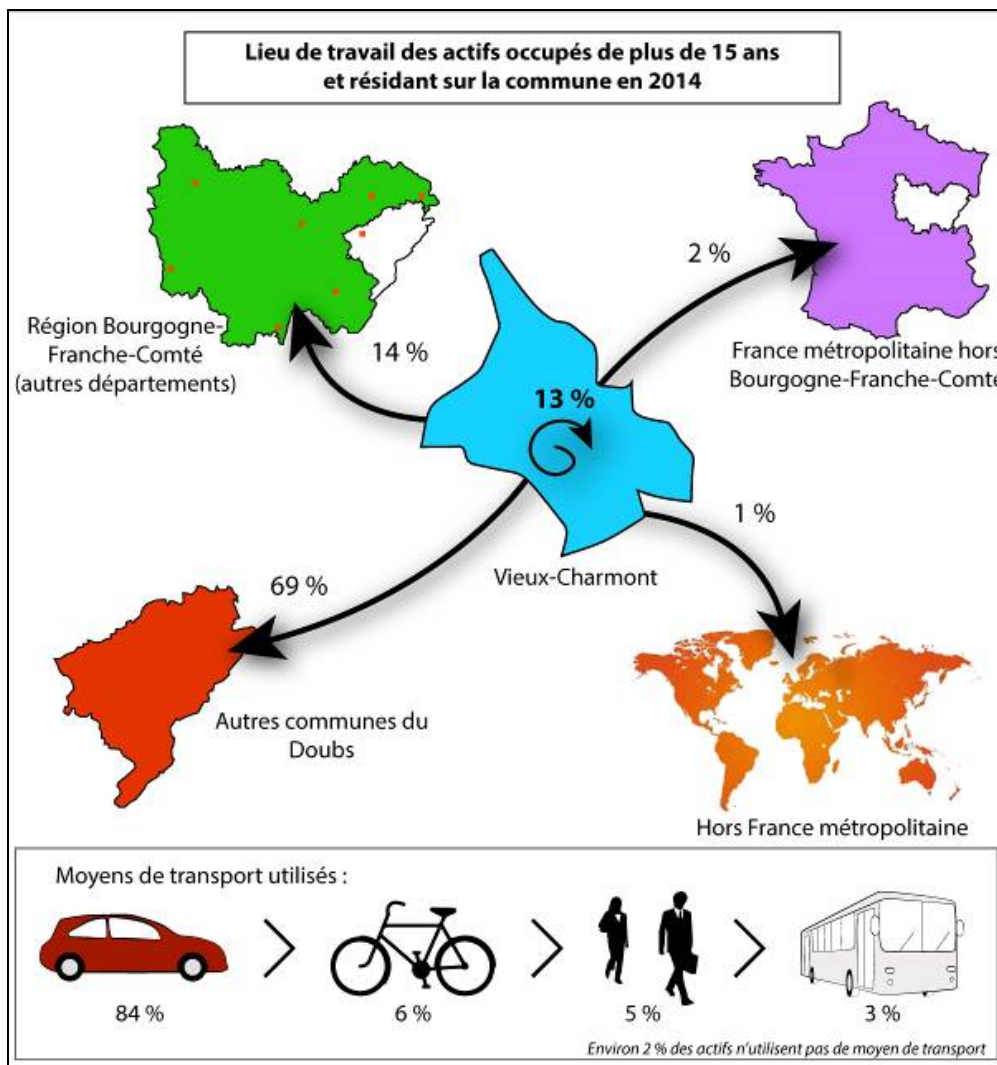 Lieu de travail des actifs occupés de plus de 15 ans
et résidant sur la commune en 2014
Région Bourgogne-
Franche-Comté
(autres départements)
14 %
2 %
France métropolitaine hors
Bourgogne-Franche-Comté
13 %
Vieux-Charmont
1 %
69 %
Autres communes du
Doubs
Hors France métropolitaine
Moyens de transport utilisés :
84 %
6 %
5 %
3 %
Environ 2 % des actifs n'utilisent pas de moyen de transport